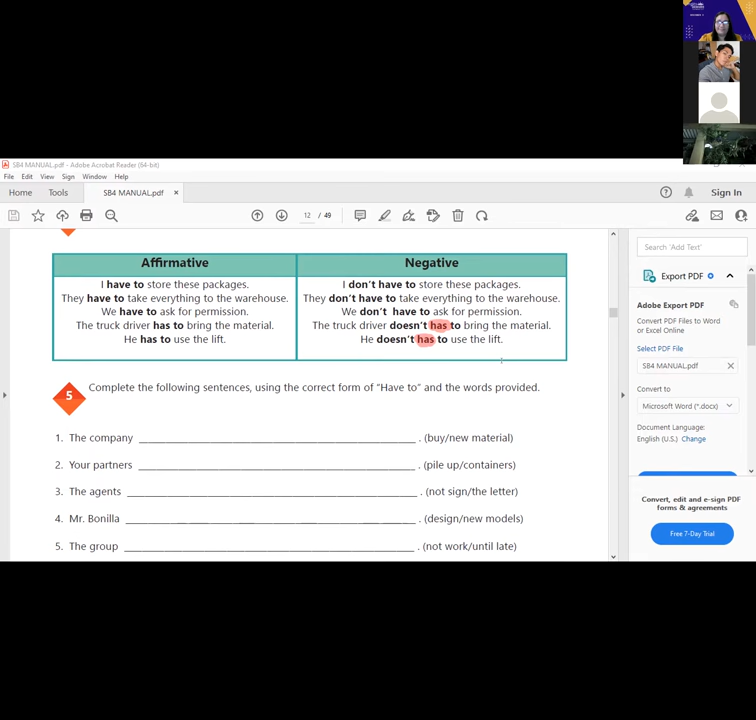 SB4 MANUAL.pdf - Adobe Acrobat Reader (64-bit)
File Edit View Sign Window Help
Home Tools SB4 MANUAL.pdf × Sign In
12 / 49
Search 'Add Text'
Affirmative Negative
I have to store these packages. I don't have to store these packages.
They have to take everything to the warehouse. They don't have to take everything to the warehouse.
We have to ask for permission. We don't have to ask for permission.
The truck driver has to bring the material. The truck driver doesn't has to bring the material.
He has to use the lift. He doesn't has to use the lift.
5 Complete the following sentences, using the correct form of “Have to” and the words provided.
1. The company ______________________ . (buy/new material)
2. Your partners ______________________ . (pile up/containers)
3. The agents ______________________ . (not sign/the letter)
4. Mr. Bonilla ______________________ . (design/new models)
5. The group ______________________ . (not work/until late)
Export PDF
Adobe Export PDF
Convert PDF Files to Word
or Excel Online
Select PDF File
SB4 MANUAL.pdf ×
Convert to
Microsoft Word (*.docx)
Document Language:
English (U.S.) Change
Convert, edit and e-sign PDF
forms & agreements
Free 7-Day Trial